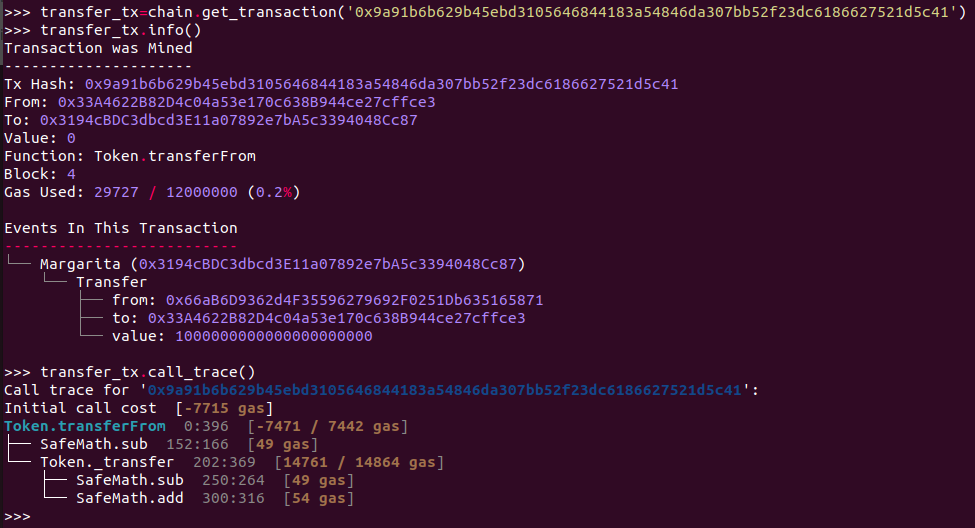 >>> transfer_tx=chain.get_transaction('0x9a91b6b629b45ebd3105646844183a54846da307bb52f23dc6186627521d5c41')
>>> transfer_tx.info()
Transaction was Mined
---------------------
Tx Hash: 0x9a91b6b629b45ebd3105646844183a54846da307bb52f23dc6186627521d5c41
From: 0x33A4622B82D4c04a53e170c638B944ce27cffce3
To: 0x3194cBDC3dbcd3E11a07892e7bA5c3394048Cc87
Value: 0
Function: Token.transferFrom
Block: 4
Gas Used: 29727 / 12000000 (0.2%)
Events In This Transaction
--------------------------
└── Margarita (0x3194cBDC3dbcd3E11a07892e7bA5c3394048Cc87)
└── Transfer
├── from: 0x66aB6D9362d4F35596279692F0251Db635165871
├── to: 0x33A4622B82D4c04a53e170c638B944ce27cffce3
└── value: 1000000000000000000000
>>> transfer_tx.call_trace()
Call trace for '0x9a91b6b629b45ebd3105646844183a54846da307bb52f23dc6186627521d5c41':
Initial call cost  [-7715 gas]
Token.transferFrom  0:396  [-7471 / 7442 gas]
├── SafeMath.sub  152:166  [49 gas]
└── Token._transfer  202:369  [14761 / 14864 gas]
├── SafeMath.sub  250:264  [49 gas]
└── SafeMath.add  300:316  [54 gas]
>>>